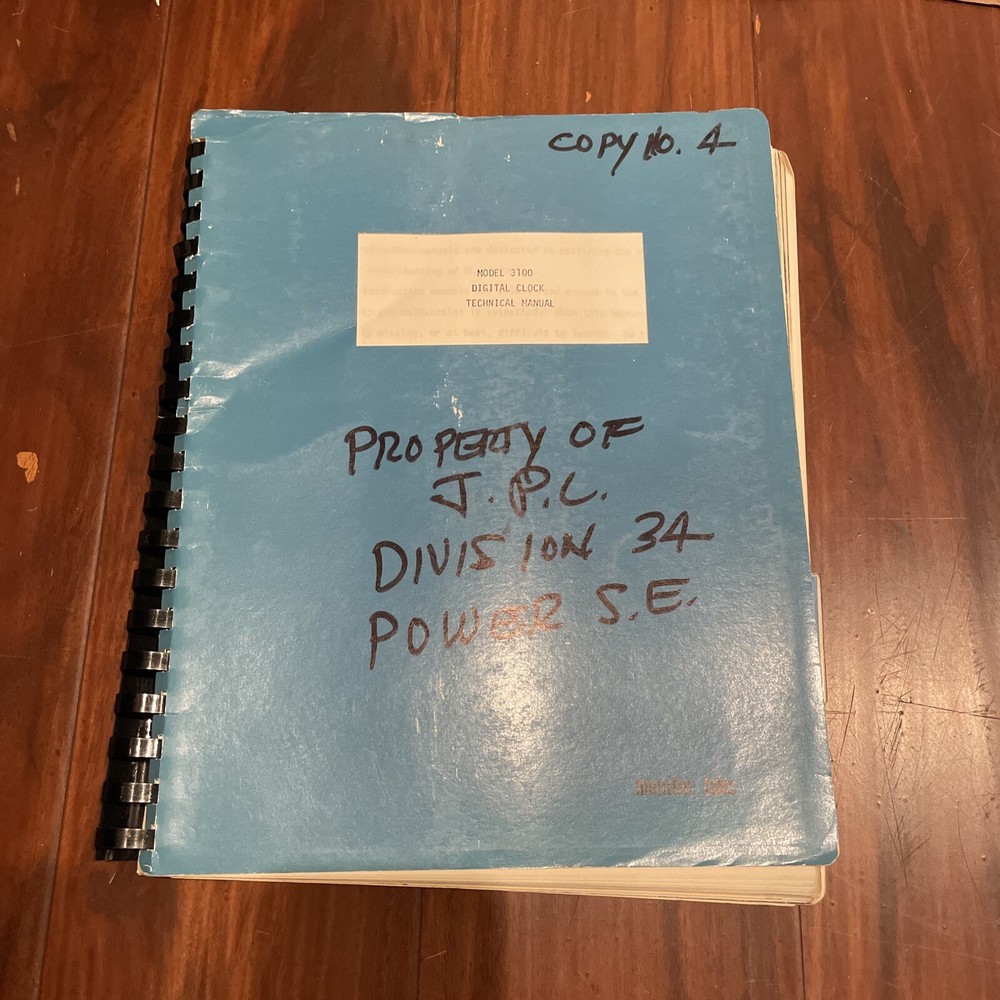 COPY NO. 4
MODEL 3100
DIGITAL CLOCK
TECHNICAL MANUAL
PROPERTY OF
J.P.L.
DIVISION 34
POWER S.E.